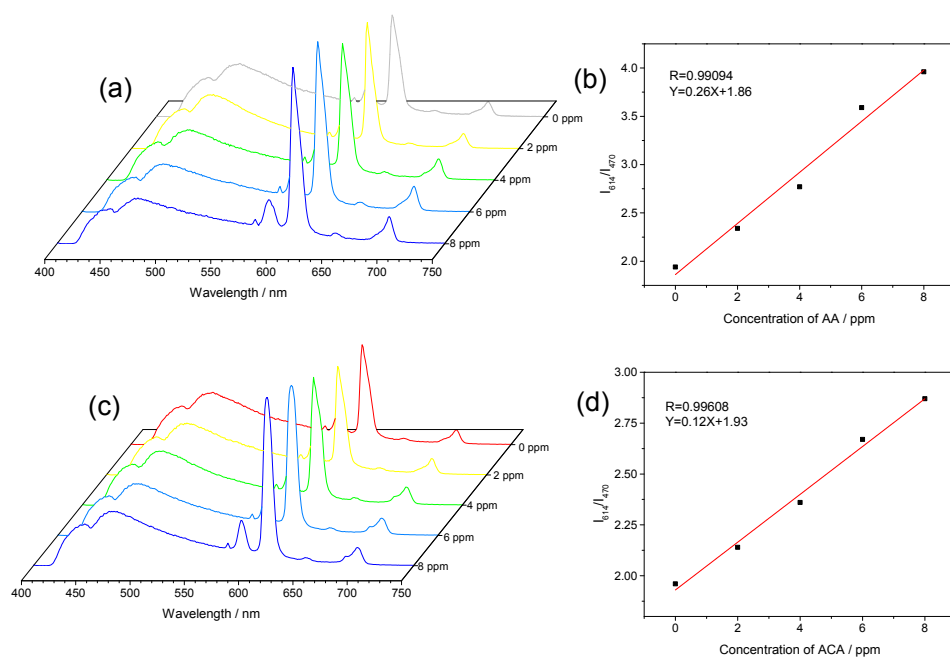 (a)
0 ppm
2 ppm
4 ppm
6 ppm
8 ppm
400 450 500 550 600 650 700 750
Wavelength / nm
(b)
R=0.99094
Y=0.26X+1.86
4.0
3.5
3.0
2.5
2.0
I614/I470
0 2 4 6 8
Concentration of AA / ppm
(c)
0 ppm
2 ppm
4 ppm
6 ppm
8 ppm
400 450 500 550 600 650 700 750
Wavelength / nm
(d)
R=0.99608
Y=0.12X+1.93
3.00
2.75
2.50
2.25
2.00
I614/I470
0 2 4 6 8
Concentration of ACA / ppm